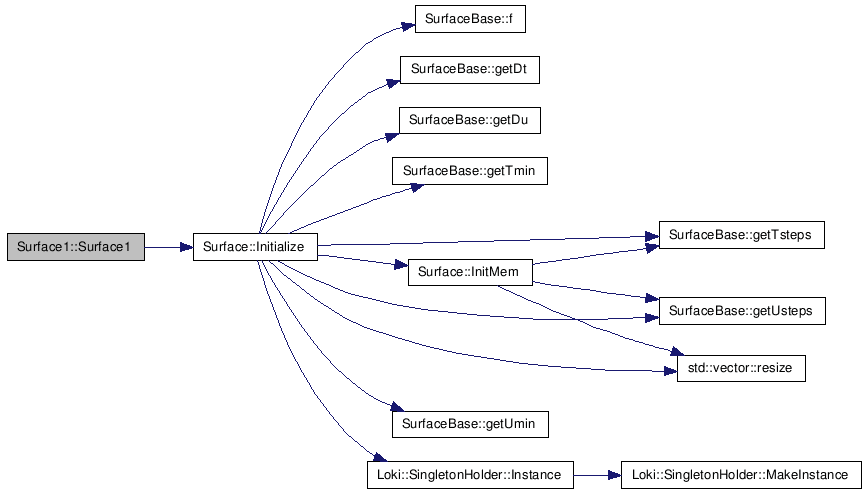 SurfaceBase::f
SurfaceBase::getDt
SurfaceBase::getDu
SurfaceBase::getTmin
SurfaceBase::getTsteps
Surface1::Surface1
Surface::Initialize
Surface::InitMem
SurfaceBase::getUsteps
std::vector::resize
SurfaceBase::getUmin
Loki::SingletonHolder::Instance
Loki::SingletonHolder::MakeInstance